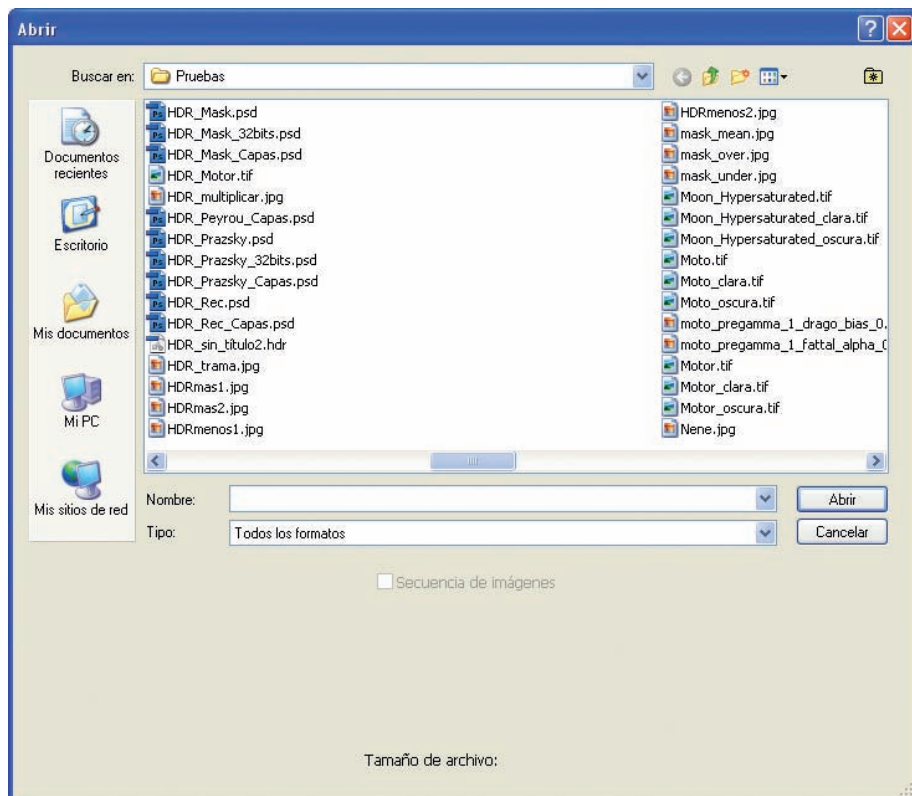 Abrir
Buscar en:
Pruebas
Documentos
recientes
Escritorio
Mis documentos
Mi PC
Mis sitios de red
HDR_Mask.psd
HDR_Mask_32bits.psd
HDR_Mask_Capas.psd
HDR_Motor.tif
HDR_multiplicar.jpg
HDR_Peyrou_Capas.psd
HDR_Prazsky.psd
HDR_Prazsky_32bits.psd
HDR_Prazsky_Capas.psd
HDR_Rec.psd
HDR_Rec_Capas.psd
HDR_sin_título2.hdr
HDR_trama.jpg
HDRmas1.jpg
HDRmas2.jpg
HDRmenos1.jpg
HDRmenos2.jpg
mask_mean.jpg
mask_over.jpg
mask_under.jpg
Moon_Hypersaturated.tif
Moon_Hypersaturated_clara.tif
Moon_Hypersaturated_oscura.tif
Moto.tif
Moto_clara.tif
Moto_oscura.tif
moto_pregamma_1_drago_bias_0.
moto_pregamma_1_fattal_alpha_0
Motor.tif
Motor_clara.tif
Motor_oscura.tif
Nene.jpg
Nombre:
Abrir
Tipo:
Todos los formatos
Cancelar
Secuencia de imágenes
Tamaño de archivo: